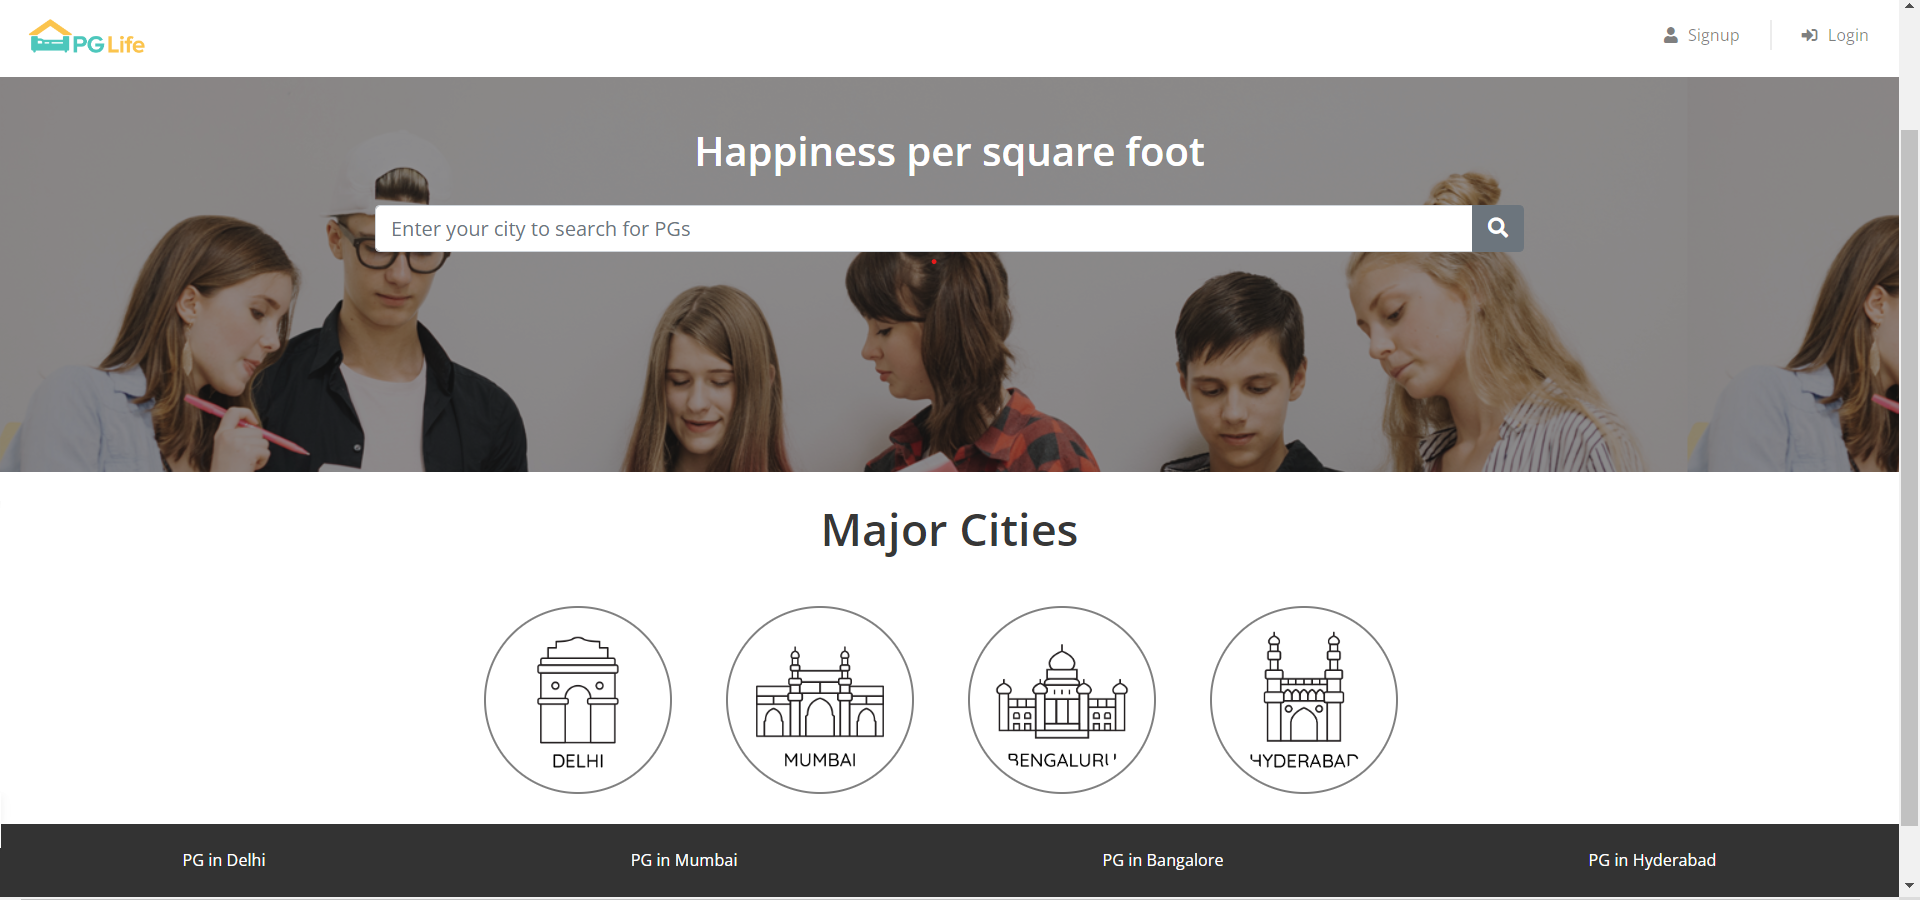 PG Life
Signup
Login
Happiness per square foot
Enter your city to search for PGs
Major Cities
DELHI
MUMBAI
BENGALURU
HYDERABAD
PG in Delhi
PG in Mumbai
PG in Bangalore
PG in Hyderabad